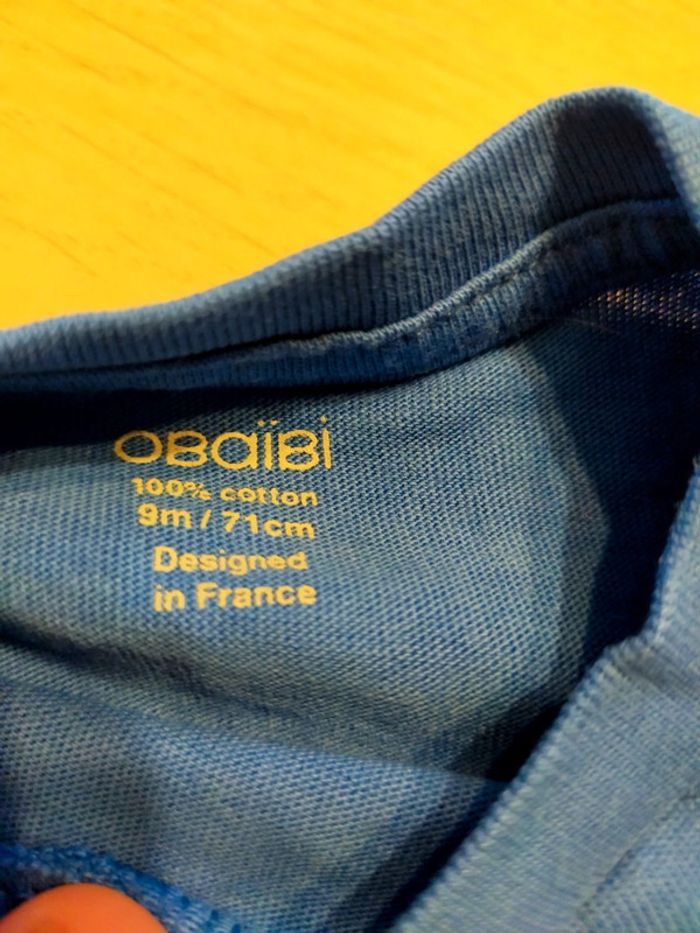 OBaïBi
100% cotton
9m / 71cm
Designed
in France